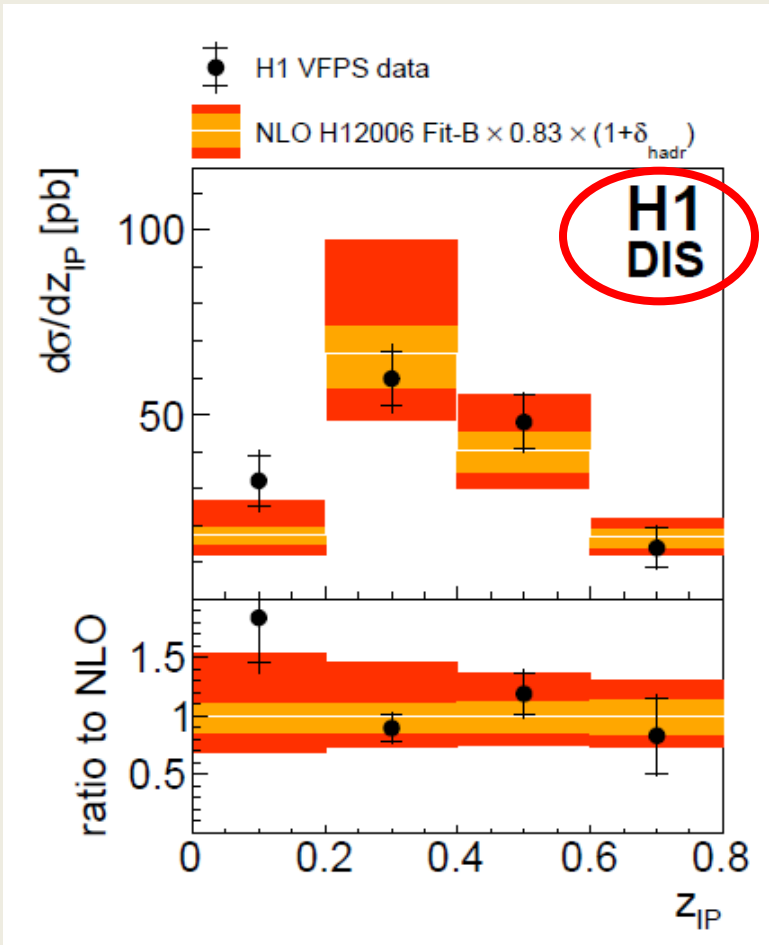 H1 VFPS data
NLO H12006 Fit-B × 0.83 × (1+δhadr)
H1
DIS
dσ/dzIP [pb]
100
50
ratio to NLO
1.5
1
0.5
0 0.2 0.4 0.6 0.8
zIP